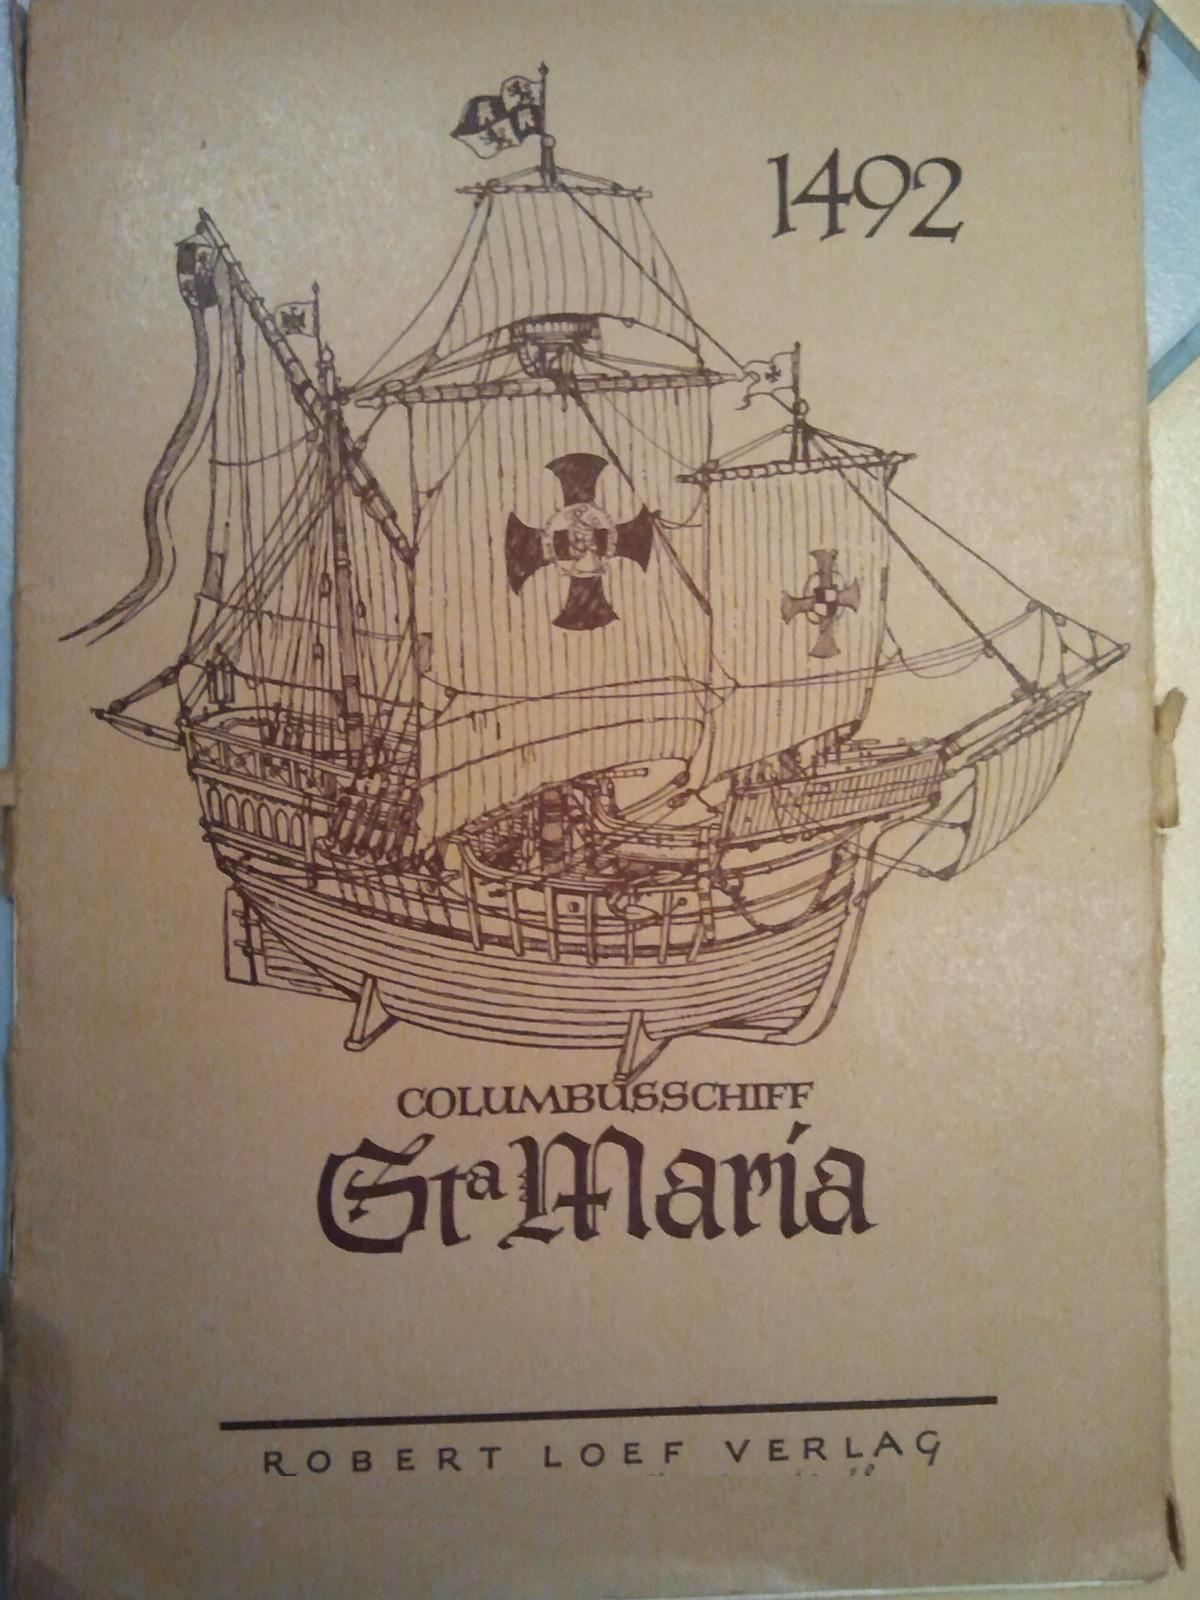 1492
COLUMBUSSCHIFF
Sta Maria
ROBERT LOEF VERLAG